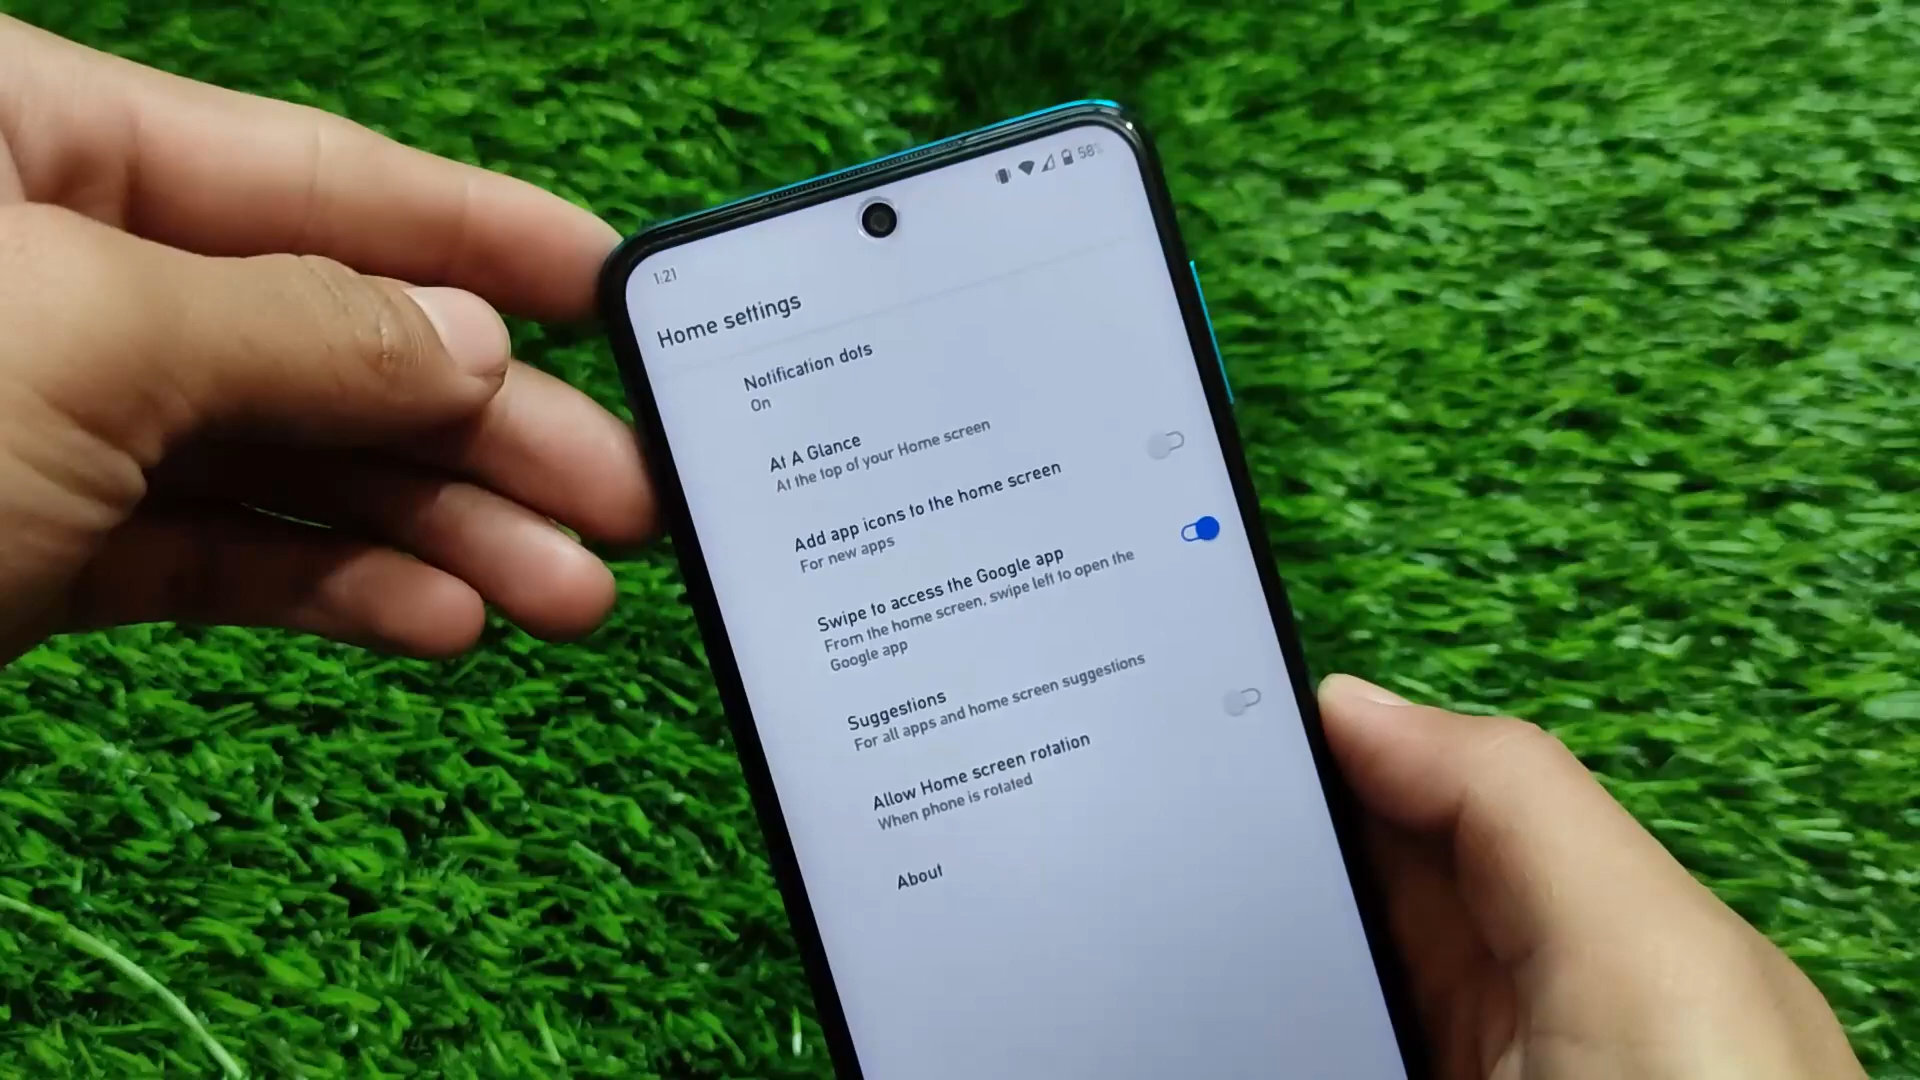 1:21
58%
Home settings
Notification dots
On
At A Glance
At the top of your Home screen
Add app icons to the home screen
For new apps
Swipe to access the Google app
From the home screen, swipe left to open the
Google app
Suggestions
For all apps and home screen suggestions
Allow Home screen rotation
When phone is rotated
About